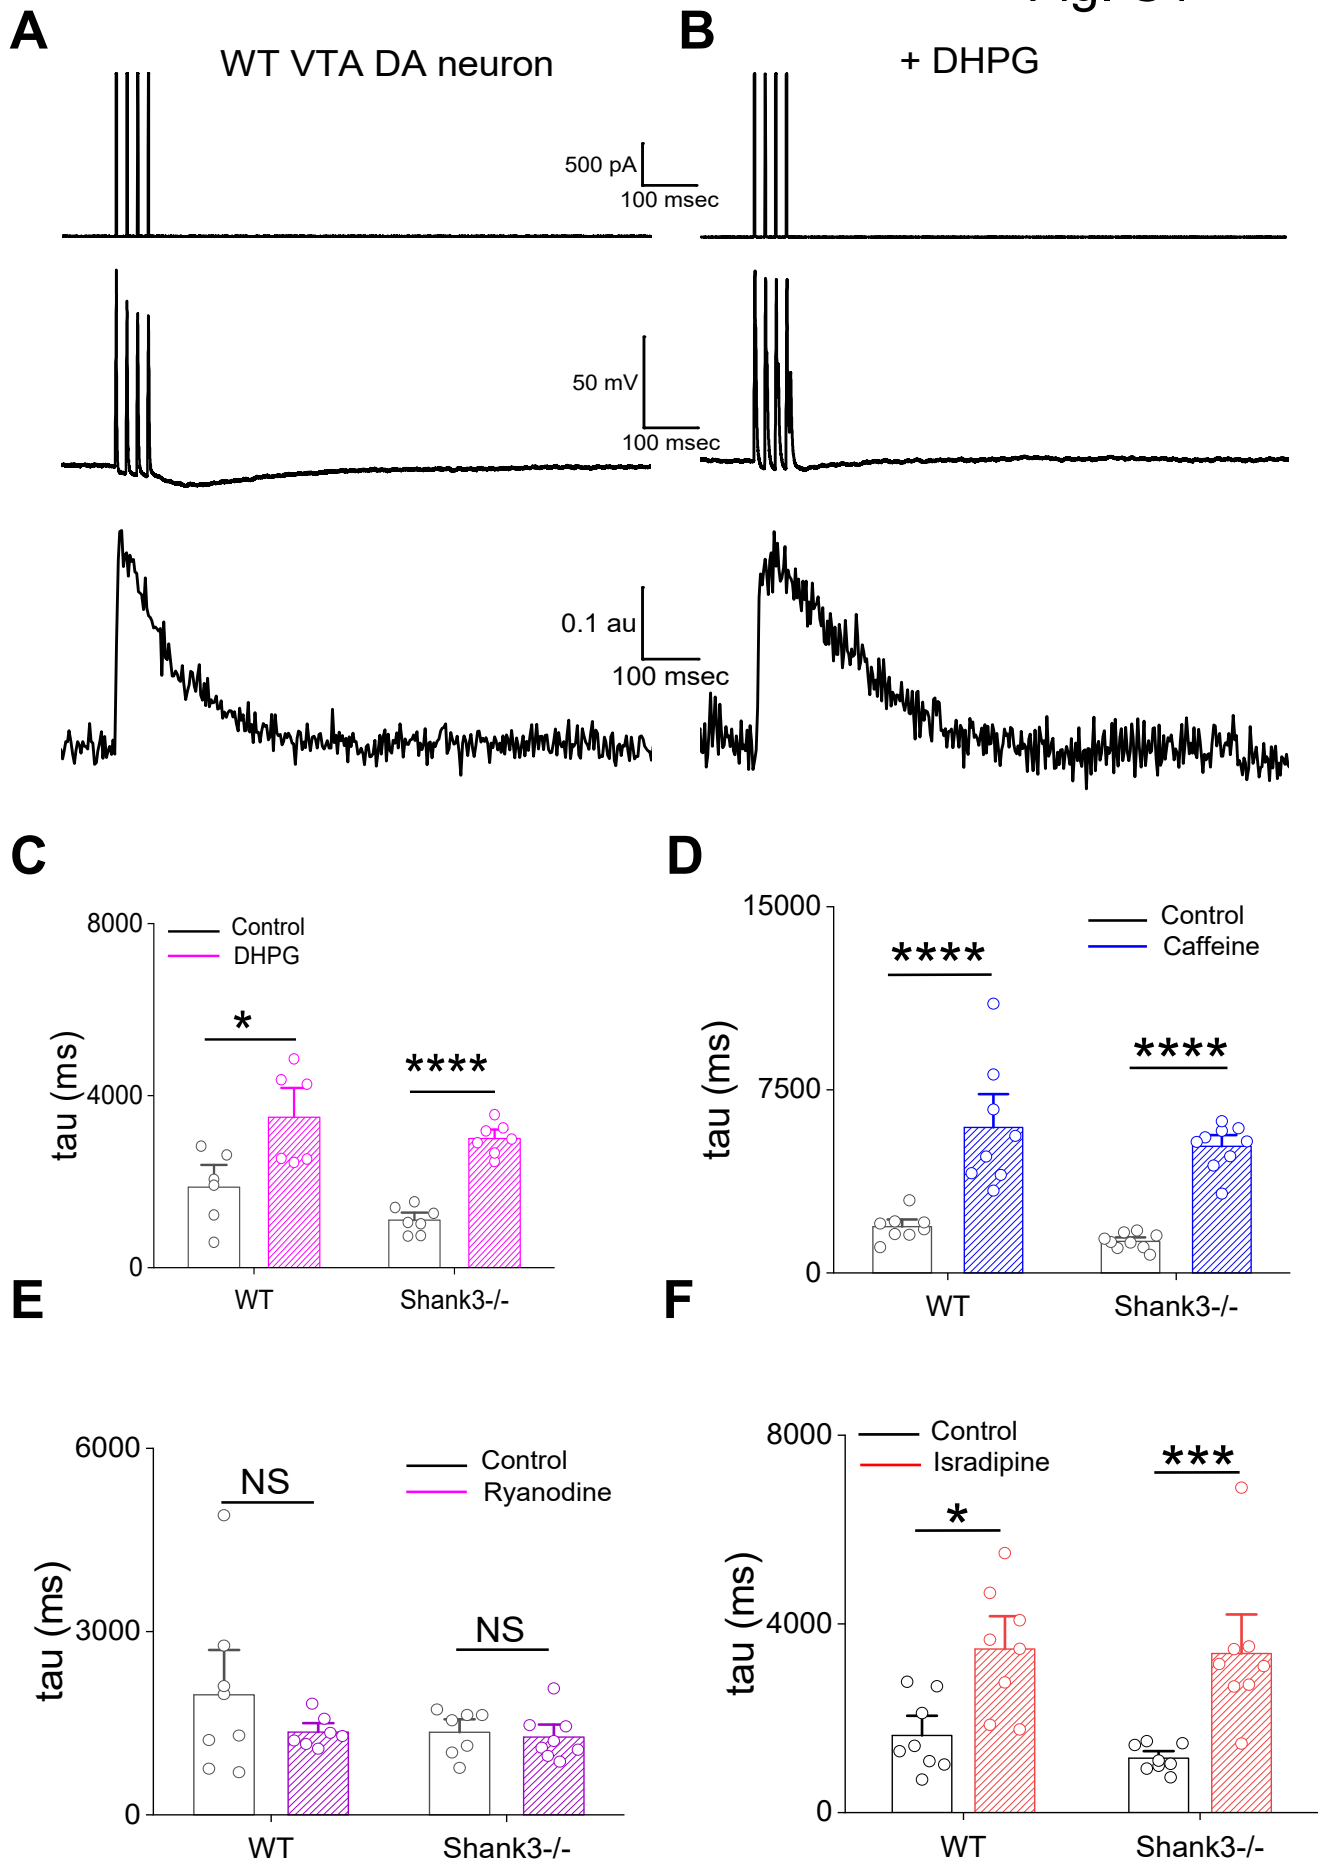 A
B
WT VTA DA neuron
+ DHPG
500 pA
100 msec
50 mV
100 msec
0.1 au
100 msec
C
D
8000
4000
0
tau (ms)
Control
DHPG
*
****
WT
Shank3-/-
15000
7500
0
tau (ms)
Control
Caffeine
****
****
WT
Shank3-/-
E
F
6000
3000
0
tau (ms)
Control
Ryanodine
NS
NS
WT
Shank3-/-
8000
4000
0
tau (ms)
Control
Isradipine
*
***
WT
Shank3-/-